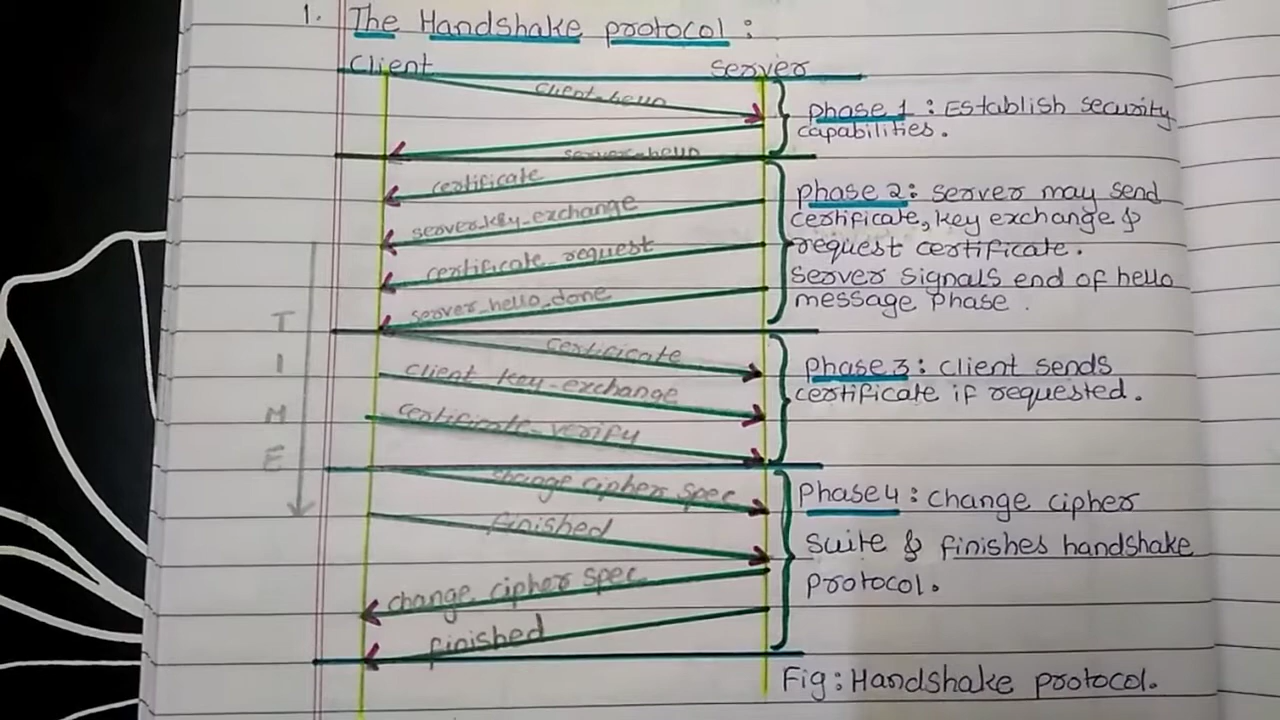 1. The Handshake protocol :
Client server
client_hello
phase 1 : Establish security
capabilities.
server_hello
certificate
phase 2: server may send
certificate, key exchange &
request certificate.
server signals end of hello
message phase .
server_key_exchange
certificate_request
server_hello_done
certificate
phase 3 : client sends
certificate if requested.
client_key_exchange
certificate_verify
change cipher spec
phase 4 : change cipher
suite & finishes handshake
protocol.
finished
change cipher spec
finished
TIME
Fig : Handshake protocol.